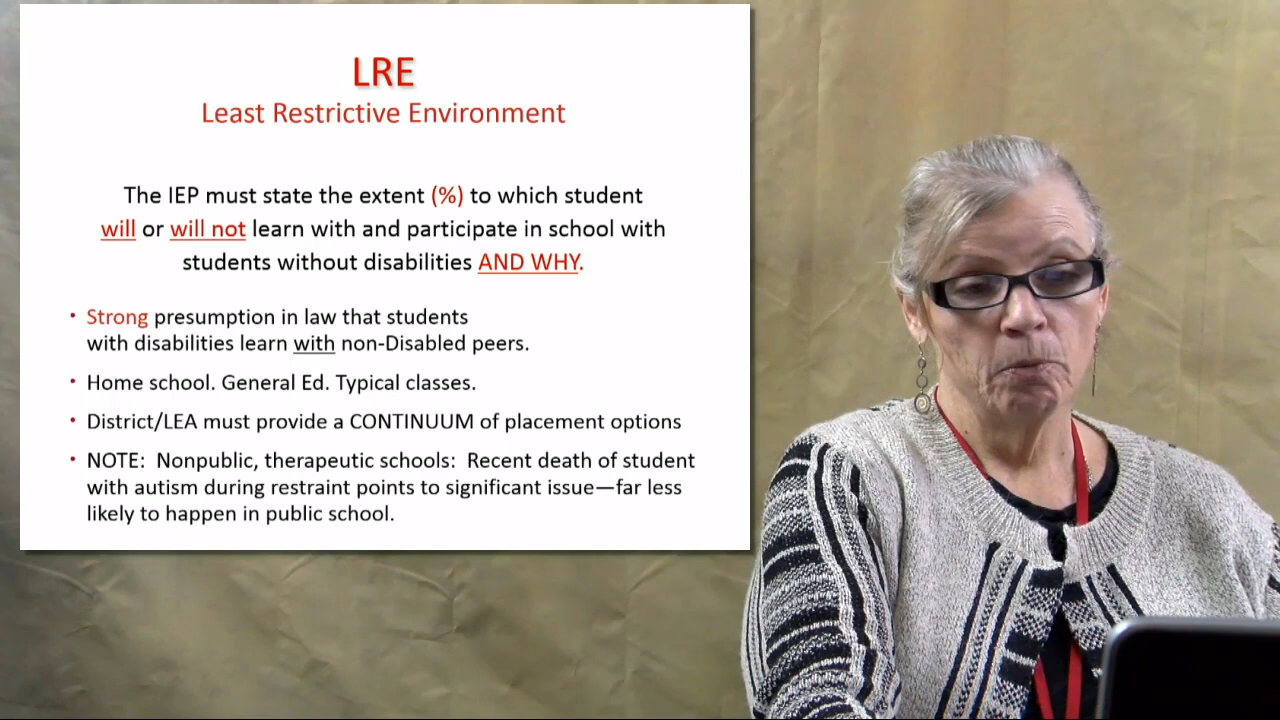 LRE
Least Restrictive Environment
The IEP must state the extent (%) to which student
will or will not learn with and participate in school with
students without disabilities AND WHY.
• Strong presumption in law that students
with disabilities learn with non-Disabled peers.
• Home school. General Ed. Typical classes.
• District/LEA must provide a CONTINUUM of placement options
• NOTE: Nonpublic, therapeutic schools: Recent death of student
with autism during restraint points to significant issue—far less
likely to happen in public school.